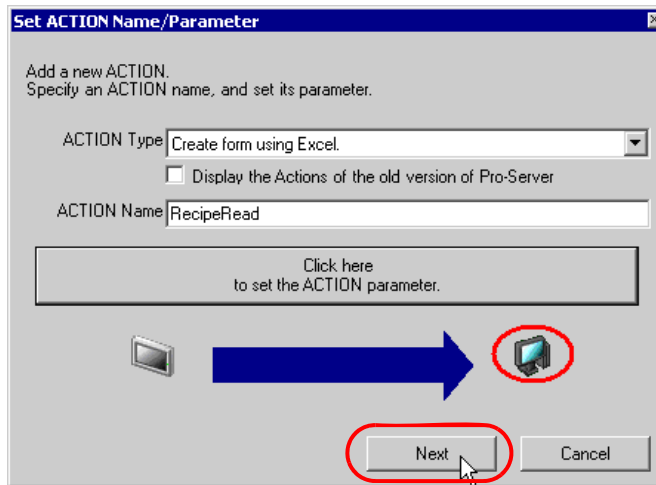 Set ACTION Name/Parameter
Add a new ACTION.
Specify an ACTION name, and set its parameter.
ACTION Type Create form using Excel.
Display the Actions of the old version of Pro-Server
ACTION Name RecipeRead
Click here
to set the ACTION parameter.
Next Cancel